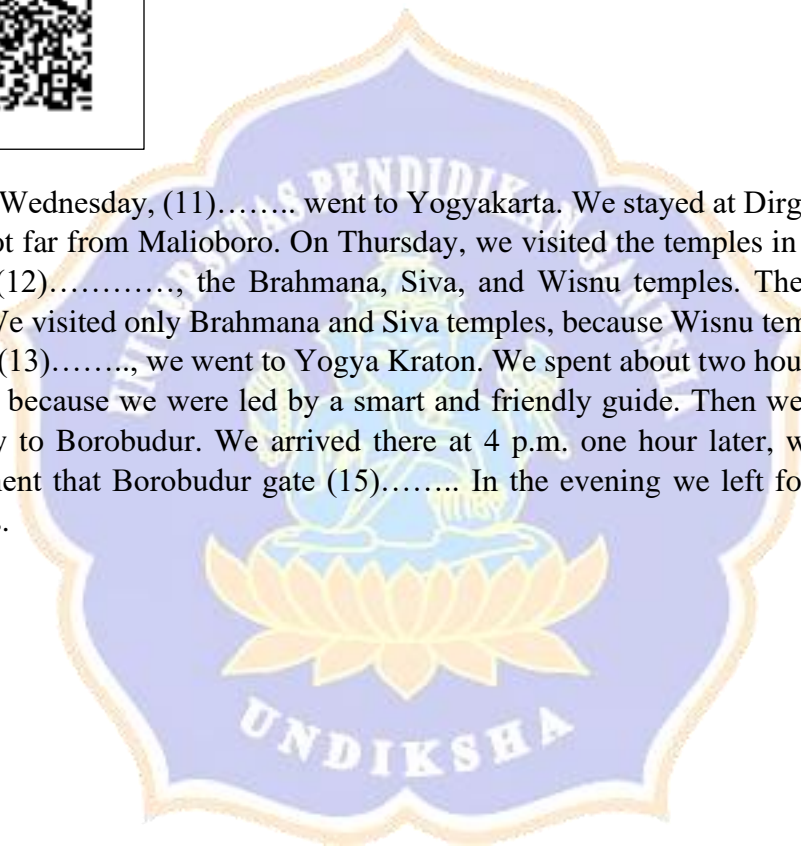 Wednesday, (11)…….. went to Yogyakarta. We stayed at Dirg
ot far from Malioboro. On Thursday, we visited the temples in
(12)…………, the Brahmana, Siva, and Wisnu temples. The
We visited only Brahmana and Siva temples, because Wisnu tem
(13)…….., we went to Yogya Kraton. We spent about two hou
because we were led by a smart and friendly guide. Then we
y to Borobudur. We arrived there at 4 p.m. one hour later, w
ment that Borobudur gate (15)…….. In the evening we left fo
s.
UNIVERSITAS PENDIDIKAN GANESHA
UNDIKSHA